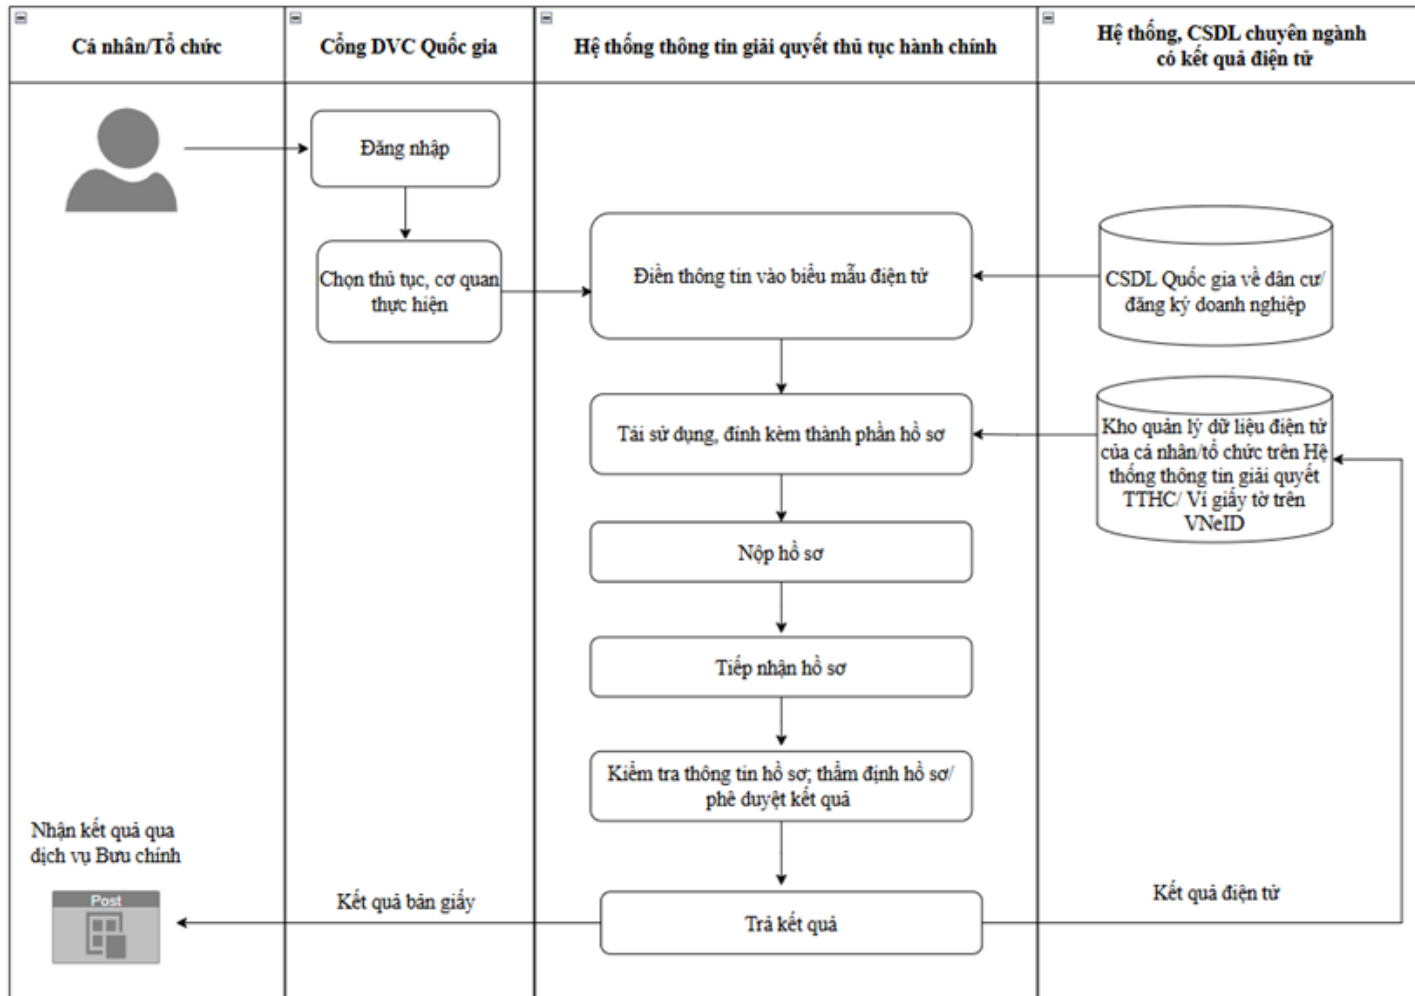 Cá nhân/Tổ chức
Cổng DVC Quốc gia
Hệ thống thông tin giải quyết thủ tục hành chính
Hệ thống, CSDL chuyên ngành
có kết quả điện tử
Đăng nhập
Chọn thủ tục, cơ quan
thực hiện
Điền thông tin vào biểu mẫu điện tử
CSDL Quốc gia về dân cư/
đăng ký doanh nghiệp
Tái sử dụng, đính kèm thành phần hồ sơ
Kho quản lý dữ liệu điện tử
của cá nhân/tổ chức trên Hệ
thống thông tin giải quyết
TTHC/ Ví giấy tờ trên
VNeID
Nộp hồ sơ
Tiếp nhận hồ sơ
Kiểm tra thông tin hồ sơ; thẩm định hồ sơ/
phê duyệt kết quả
Nhận kết quả qua
dịch vụ Bưu chính
Post
Kết quả bản giấy
Trả kết quả
Kết quả điện tử